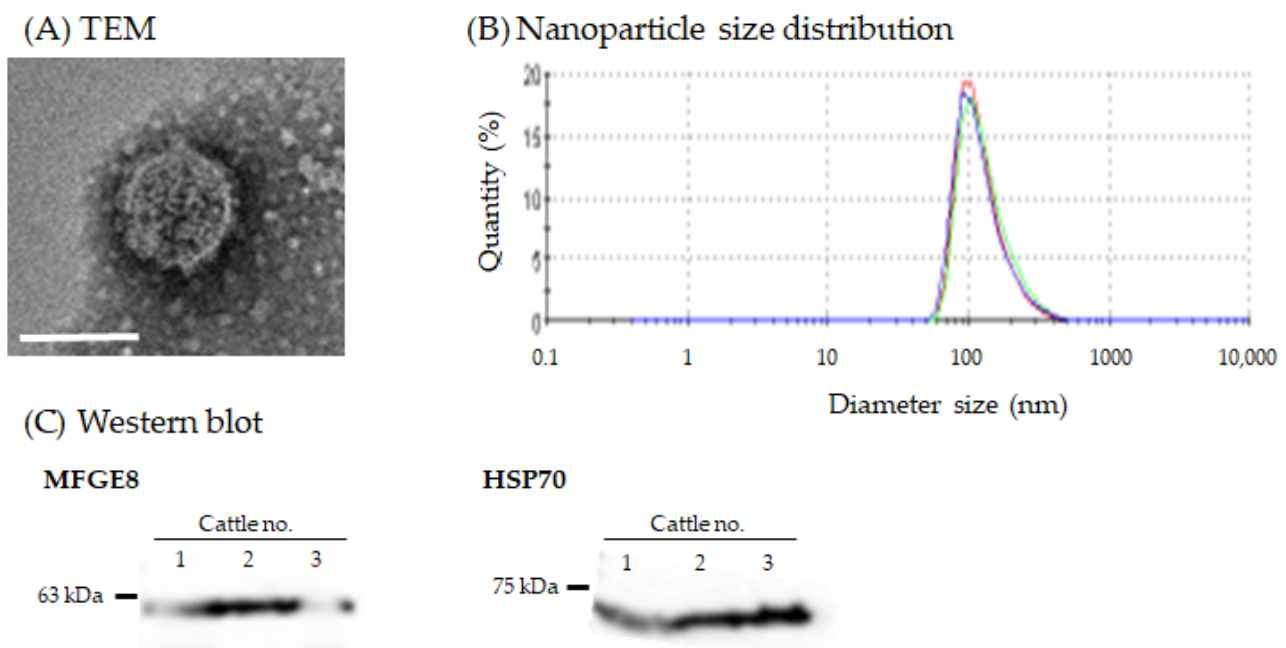 (A) TEM
(B) Nanoparticle size distribution
20
15
10
5
0
Quantity (%)
0.1 1 10 100 1000 10,000
Diameter size (nm)
(C) Western blot
MFGE8
Cattle no.
1 2 3
63 kDa
HSP70
Cattle no.
1 2 3
75 kDa